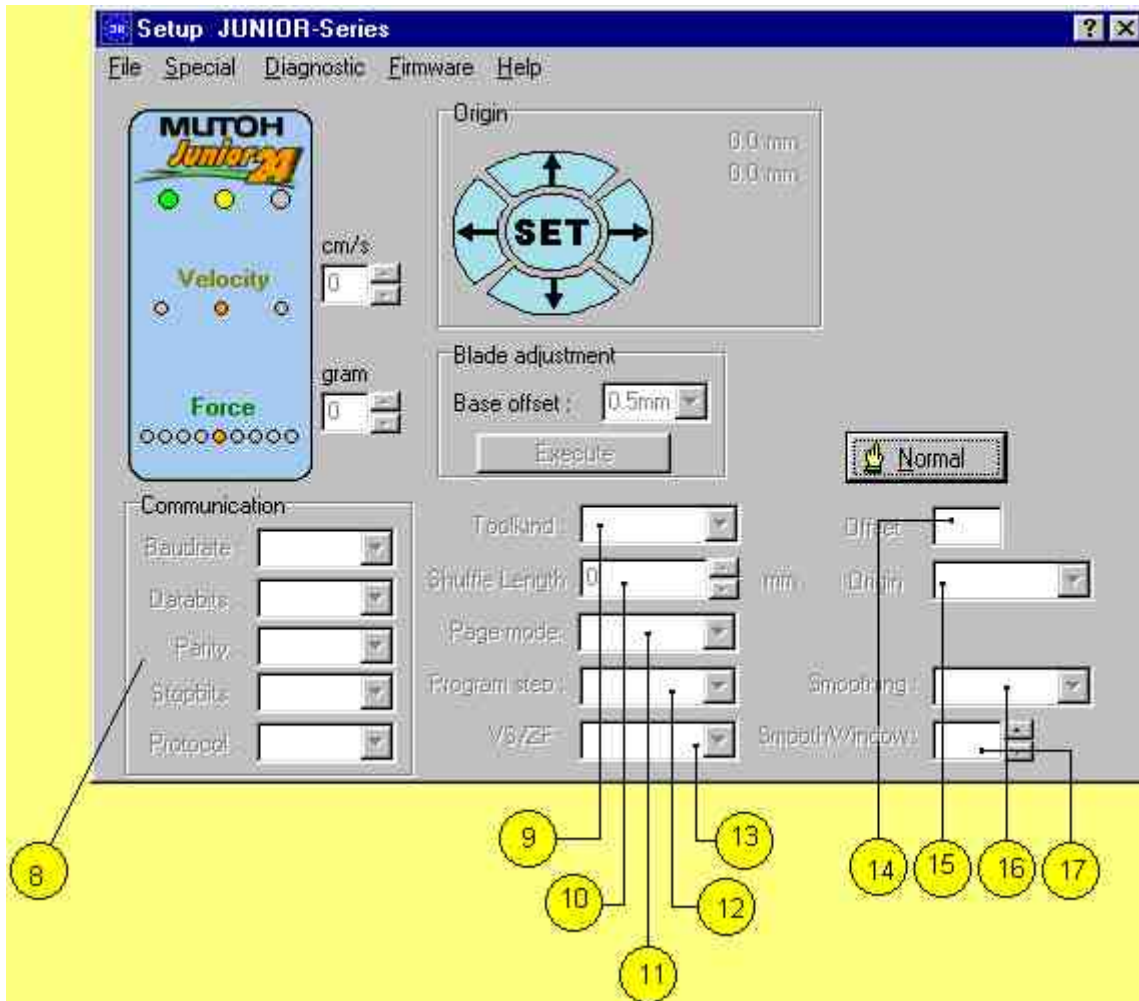 Setup JUNIOR-Series
File Special Diagnostic Firmware Help
MUTOH
Junior 24
Velocity
Force
cm/s
0
gram
0
Origin
0.0 mm
0.0 mm
SET
Blade adjustment
Base offset : 0.5mm
Execute
Normal
Communication
Baudrate
Databits
Parity
Stopbits
Protocol
Toolkind :
Shuffle Length 0 mm
Page mode:
Program step :
VS/ZF
Offset
Origin
Smoothing :
SmoothWindow :
8
9
10
11
12
13
14
15
16
17